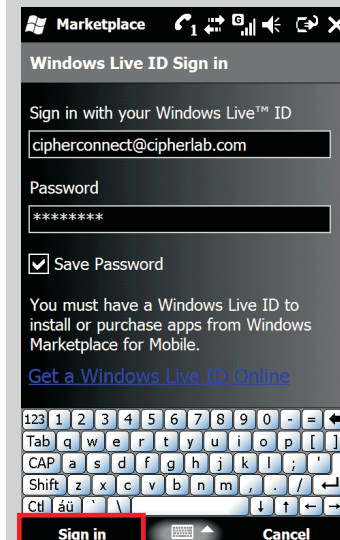 Marketplace 1 G
Windows Live ID Sign in
Sign in with your Windows Live™ ID
cipherconnect@cipherlab.com
Password
********
Save Password
You must have a Windows Live ID to
install or purchase apps from Windows
Marketplace for Mobile.
Get a Windows Live ID Online
123 1 2 3 4 5 6 7 8 9 0 - =
Tab q w e r t y u i o p [ ]
CAP a s d f g h j k l ; '
Shift z x c v b n m , . /
Ctl áü ` \ ↓ ↑ ← →
Sign in Cancel